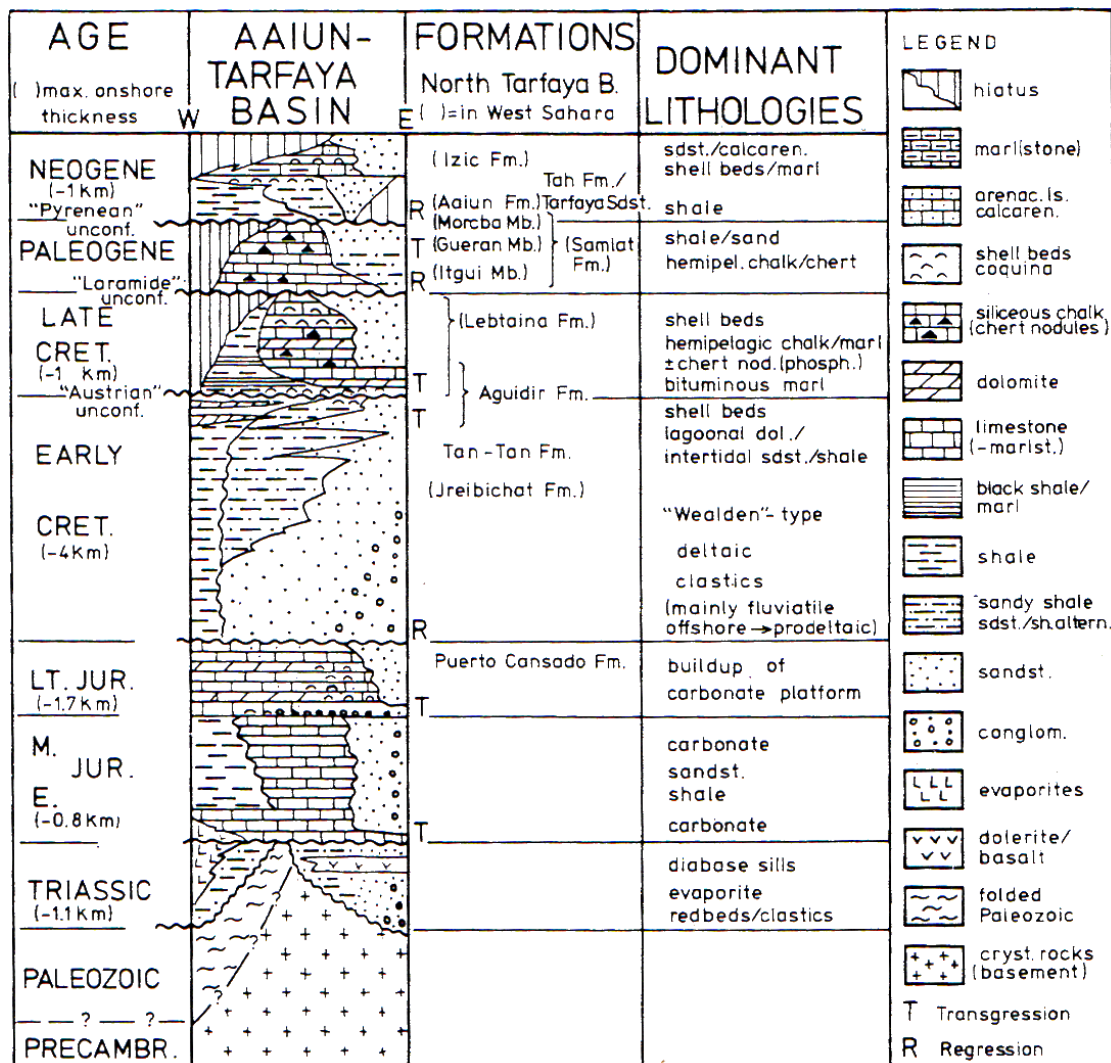 AGE
( )max. onshore
thickness
AAIUN-
TARFAYA
BASIN
W
E
FORMATIONS
North Tarfaya B.
( )=in West Sahara
DOMINANT
LITHOLOGIES
NEOGENE
(-1 Km)
"Pyrenean"
unconf.
PALEOGENE
"Laramide"
unconf.
LATE
CRET.
(-1 Km)
"Austrian"
unconf.
EARLY
CRET.
(-4Km)
LT. JUR.
(-1.7Km)
M.
JUR.
E.
(-0.8 Km)
TRIASSIC
(-1.1 Km)
PALEOZOIC
? ? ?
PRECAMBR.
(Izic Fm.)
Tah Fm./
R (Aaiun Fm.) Tarfaya Sdst.
(Morcba Mb.)
T (Gueran Mb.)
(Samlat
Fm.)
R (Itgui Mb.)
(Lebtaina Fm.)
T
Aguidir Fm.
T
Tan-Tan Fm.
(Jreibichat Fm.)
R
Puerto Cansado Fm.
T
T
sdst./calcaren.
shell beds/marl
shale
shale/sand
hemipel. chalk/chert
shell beds
hemipelagic chalk/marl
±chert nod.(phosph.)
bituminous marl
shell beds
lagoonal dol./
intertidal sdst./shale
"Wealden"-type
deltaic
clastics
(mainly fluviatile
offshore→prodeltaic)
buildup of
carbonate platform
carbonate
sandst.
shale
carbonate
diabase sills
evaporite
redbeds/clastics
LEGEND
hiatus
marl(stone)
arenac. ls.
calcaren.
shell beds
coquina
siliceous chalk
(chert nodules)
dolomite
limestone
(-marlst.)
black shale/
marl
shale
sandy shale
sdst./sh.altern.
sandst.
conglom.
evaporites
dolerite/
basalt
folded
Paleozoic
cryst. rocks
(basement)
T Transgression
R Regression